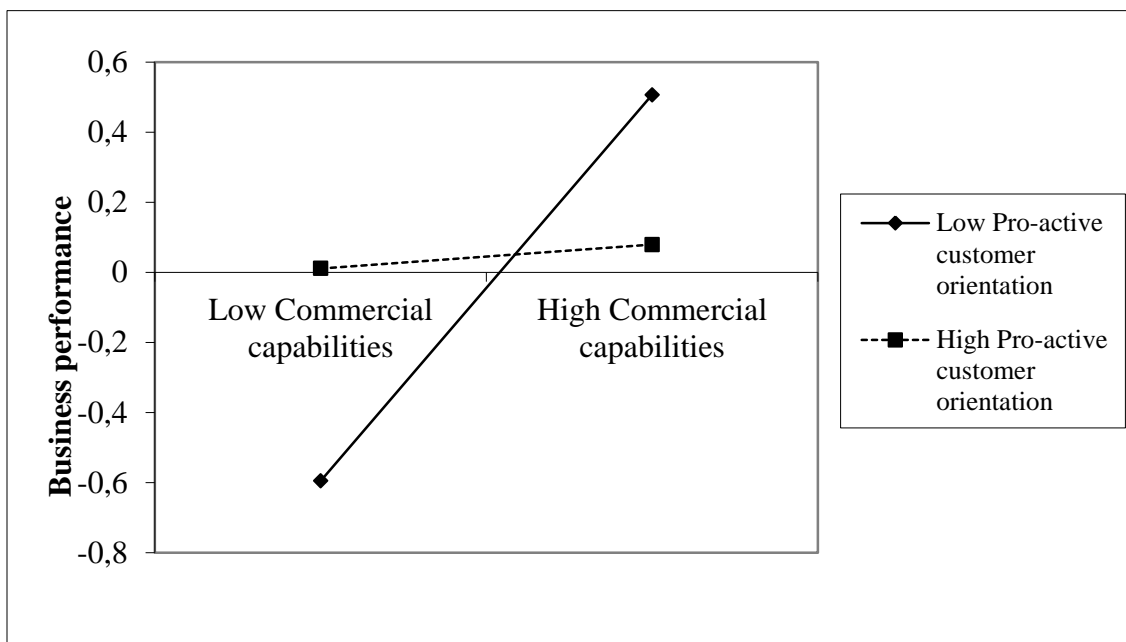 Business performance
0,6
0,4
0,2
0
-0,2
-0,4
-0,6
-0,8
Low Commercial
capabilities
High Commercial
capabilities
Low Pro-active
customer
orientation
High Pro-active
customer
orientation